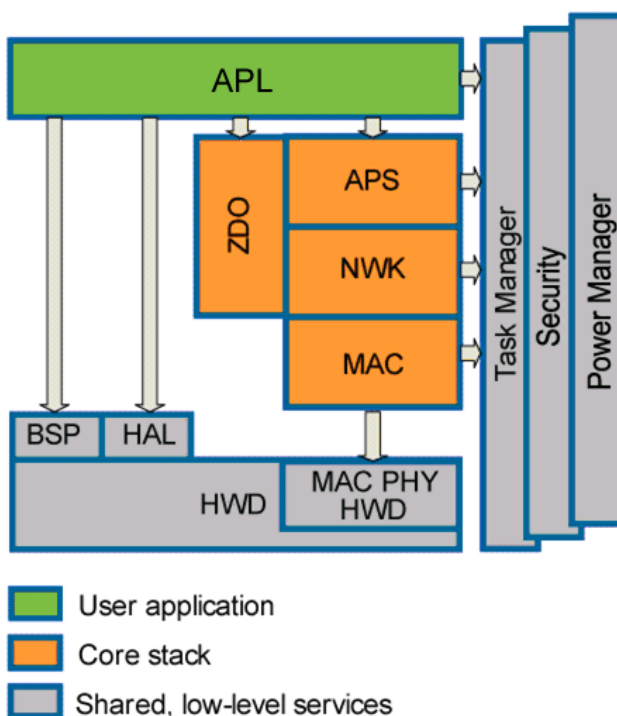 APL
ZDO
APS
NWK
MAC
Task Manager
Security
Power Manager
BSP
HAL
HWD
MAC PHY
HWD
User application
Core stack
Shared, low-level services